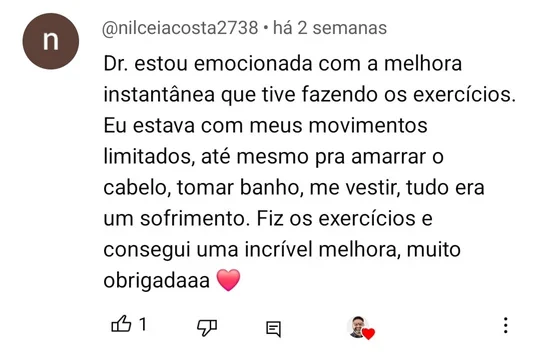 n
@nilceiacosta2738 • há 2 semanas
Dr. estou emocionada com a melhora
instantânea que tive fazendo os exercícios.
Eu estava com meus movimentos
limitados, até mesmo pra amarrar o
cabelo, tomar banho, me vestir, tudo era
um sofrimento. Fiz os exercícios e
consegui uma incrível melhora, muito
obrigadaaa ❤️
1